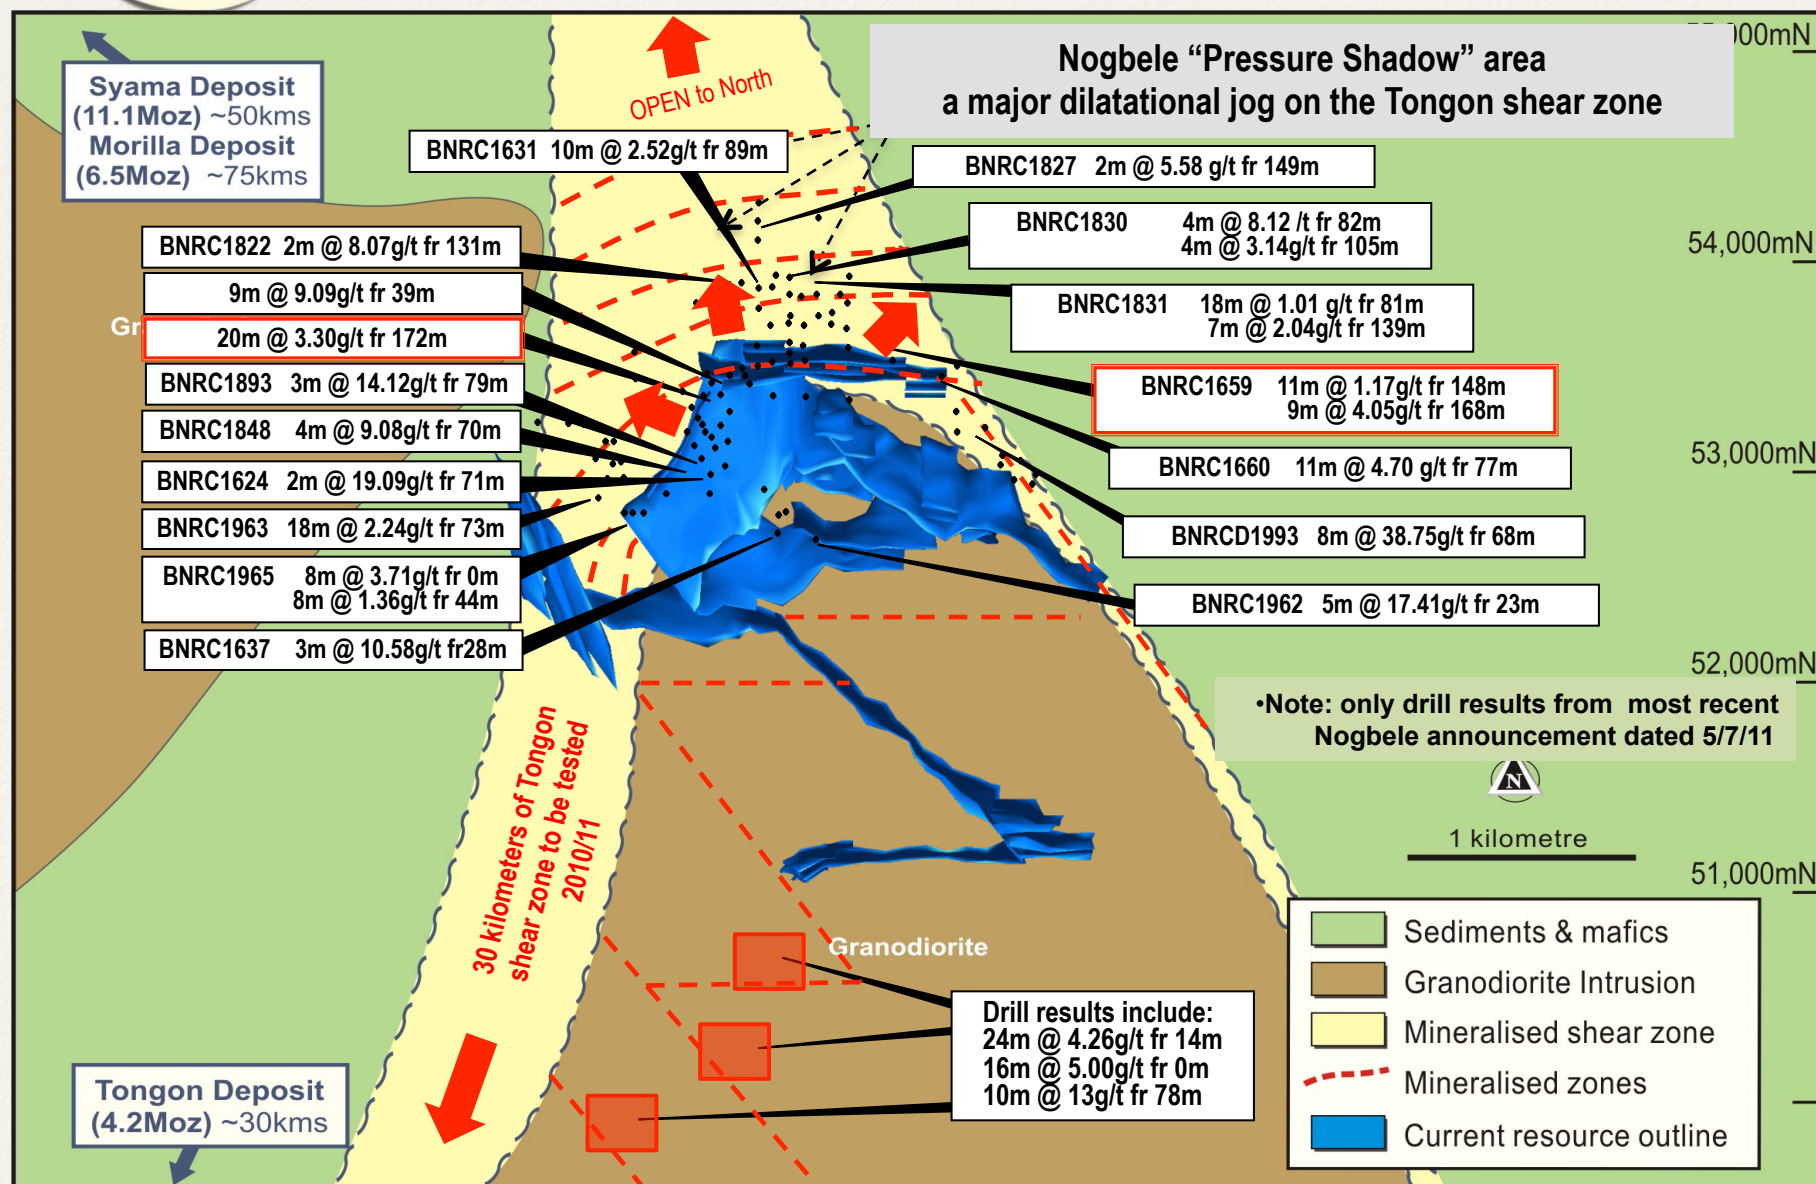 Nogbele “Pressure Shadow” area
a major dilatational jog on the Tongon shear zone
Syama Deposit
(11.1Moz) ~50kms
Morilla Deposit
(6.5Moz) ~75kms
OPEN to North
BNRC1631 10m @ 2.52g/t fr 89m
BNRC1827 2m @ 5.58 g/t fr 149m
BNRC1830 4m @ 8.12 /t fr 82m
4m @ 3.14g/t fr 105m
BNRC1831 18m @ 1.01 g/t fr 81m
7m @ 2.04g/t fr 139m
BNRC1659 11m @ 1.17g/t fr 148m
9m @ 4.05g/t fr 168m
BNRC1660 11m @ 4.70 g/t fr 77m
BNRCD1993 8m @ 38.75g/t fr 68m
BNRC1962 5m @ 17.41g/t fr 23m
BNRC1822 2m @ 8.07g/t fr 131m
9m @ 9.09g/t fr 39m
20m @ 3.30g/t fr 172m
BNRC1893 3m @ 14.12g/t fr 79m
BNRC1848 4m @ 9.08g/t fr 70m
BNRC1624 2m @ 19.09g/t fr 71m
BNRC1963 18m @ 2.24g/t fr 73m
BNRC1965 8m @ 3.71g/t fr 0m
8m @ 1.36g/t fr 44m
BNRC1637 3m @ 10.58g/t fr28m
54,000mN
53,000mN
52,000mN
51,000mN
•Note: only drill results from most recent
Nogbele announcement dated 5/7/11
N
1 kilometre
30 kilometers of Tongon
shear zone to be tested
2010/11
Granodiorite
Drill results include:
24m @ 4.26g/t fr 14m
16m @ 5.00g/t fr 0m
10m @ 13g/t fr 78m
Tongon Deposit
(4.2Moz) ~30kms
Sediments & mafics
Granodiorite Intrusion
Mineralised shear zone
Mineralised zones
Current resource outline